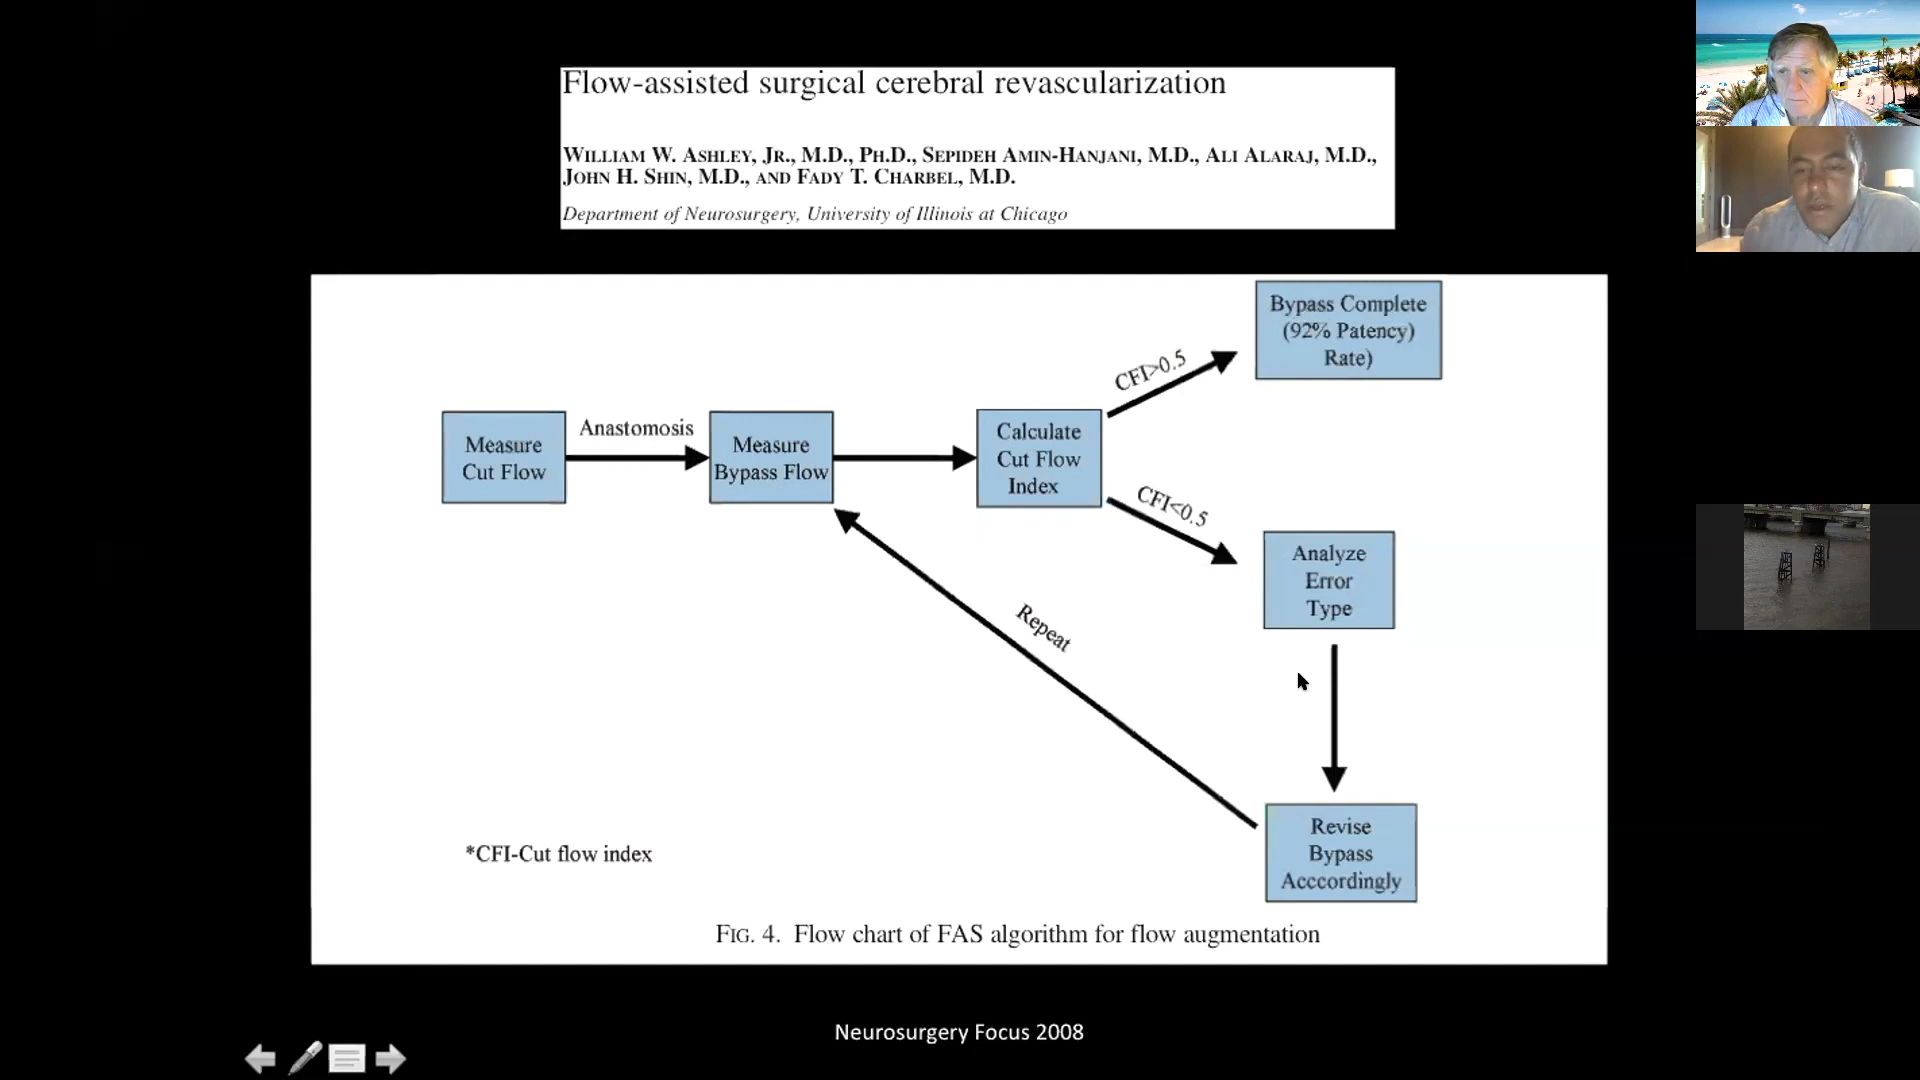 Flow-assisted surgical cerebral revascularization
WILLIAM W. ASHLEY, JR., M.D., PH.D., SEPIDEH AMIN-HANJANI, M.D., ALI ALARAJ, M.D.,
JOHN H. SHIN, M.D., AND FADY T. CHARBEL, M.D.
Department of Neurosurgery, University of Illinois at Chicago
Bypass Complete
(92% Patency)
Rate)
CFI>0.5
Measure
Cut Flow
Anastomosis
Measure
Bypass Flow
Calculate
Cut Flow
Index
CFI<0.5
Analyze
Error
Type
Repeat
Revise
Bypass
Acccordingly
*CFI-Cut flow index
FIG. 4. Flow chart of FAS algorithm for flow augmentation
Neurosurgery Focus 2008